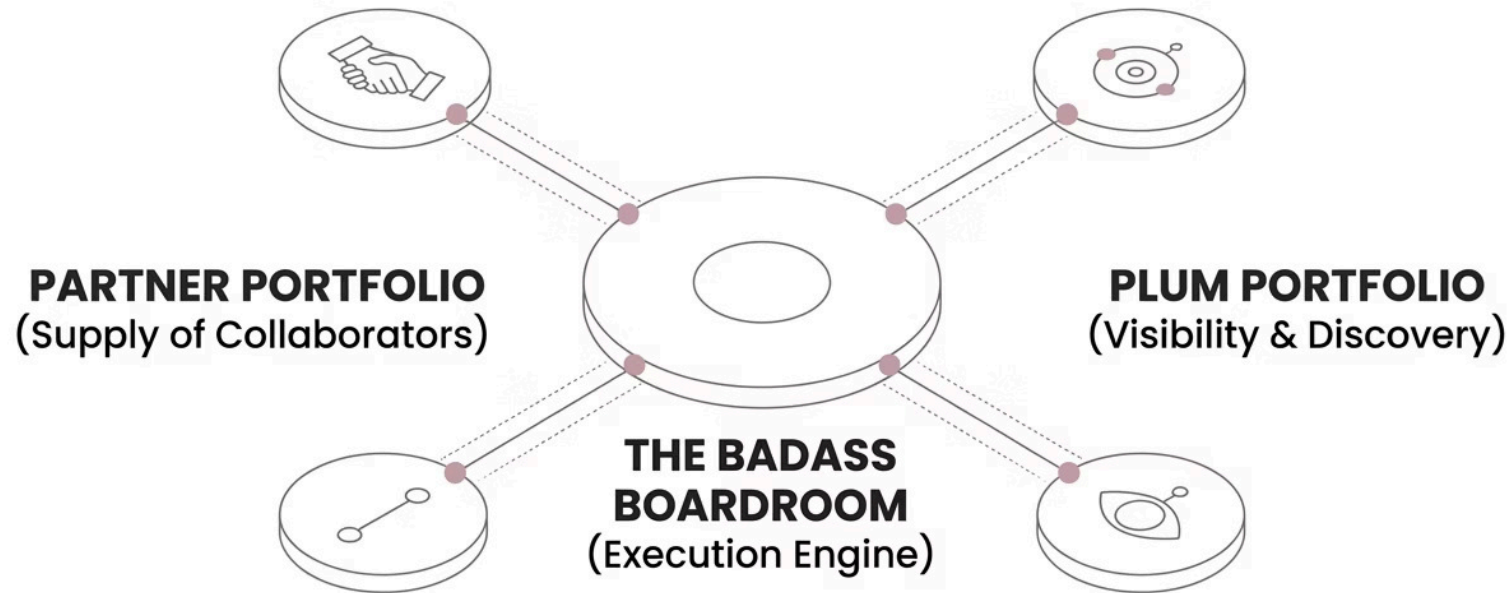 PARTNER PORTFOLIO
(Supply of Collaborators)
PLUM PORTFOLIO
(Visibility & Discovery)
THE BADASS
BOARDROOM
(Execution Engine)